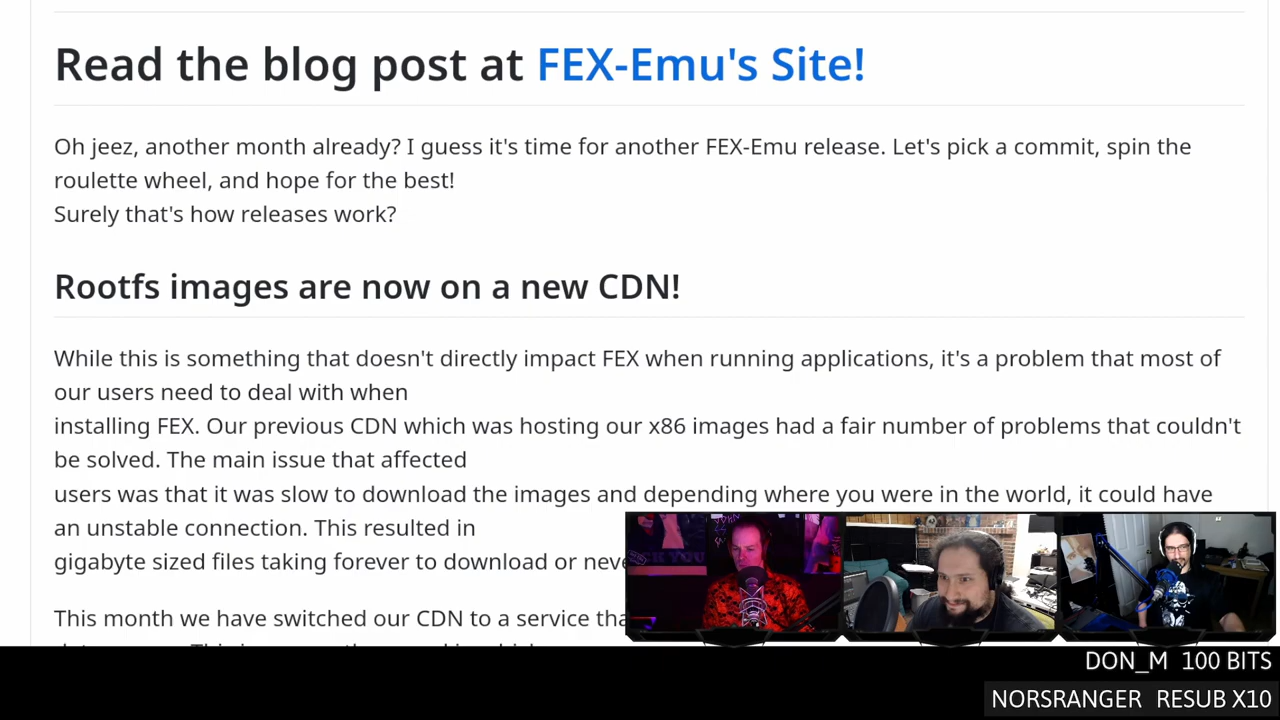 Read the blog post at FEX-Emu's Site!
Oh jeez, another month already? I guess it's time for another FEX-Emu release. Let's pick a commit, spin the
roulette wheel, and hope for the best!
Surely that's how releases work?
Rootfs images are now on a new CDN!
While this is something that doesn't directly impact FEX when running applications, it's a problem that most of
our users need to deal with when
installing FEX. Our previous CDN which was hosting our x86 images had a fair number of problems that couldn't
be solved. The main issue that affected
users was that it was slow to download the images and depending where you were in the world, it could have
an unstable connection. This resulted in
gigabyte sized files taking forever to download or
This month we have switched our CDN to a service
DON_M 100 BITS
NORSRANGER RESUB X10